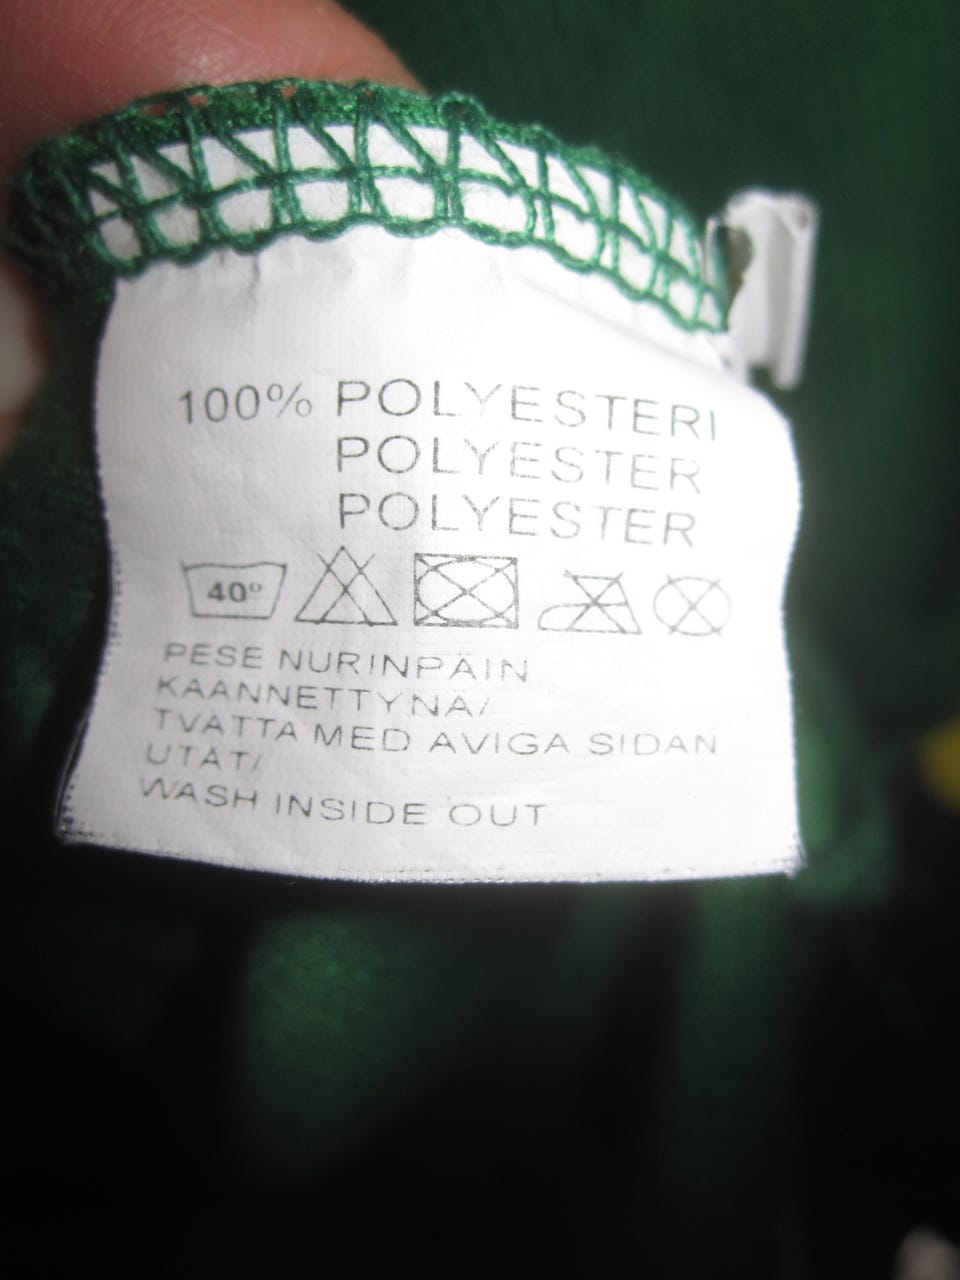 100% POLYESTERI
POLYESTER
POLYESTER
40°
PESE NURINPÄIN
KAANNETTYNÄ/
TVATTA MED AVIGA SIDAN
UTAT/
WASH INSIDE OUT